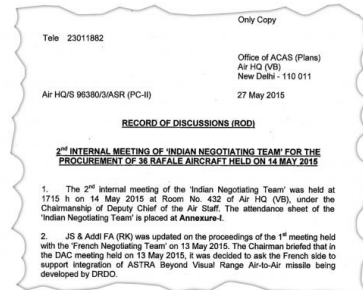 Only Copy
Tele 23011882
Office of ACAS (Plans)
Air HQ (VB)
New Delhi - 110 011
Air HQ/S 96380/3/ASR (PC-II)
27 May 2015
RECORD OF DISCUSSIONS (ROD)
2nd INTERNAL MEETING OF 'INDIAN NEGOTIATING TEAM' FOR THE
PROCUREMENT OF 36 RAFALE AIRCRAFT HELD ON 14 MAY 2015
1. The 2nd internal meeting of the 'Indian Negotiating Team' was held at
1715 h on 14 May 2015 at Room No. 432 of Air HQ (VB), under the
Chairmanship of Deputy Chief of the Air Staff. The attendance sheet of the
'Indian Negotiating Team' is placed at Annexure-I.
2. JS & Addl FA (RK) was updated on the proceedings of the 1st meeting held
with the 'French Negotiating Team' on 13 May 2015. The Chairman briefed that in
the DAC meeting held on 13 May 2015, it was decided to ask the French side to
support integration of ASTRA Beyond Visual Range Air-to-Air missile being
developed by DRDO.